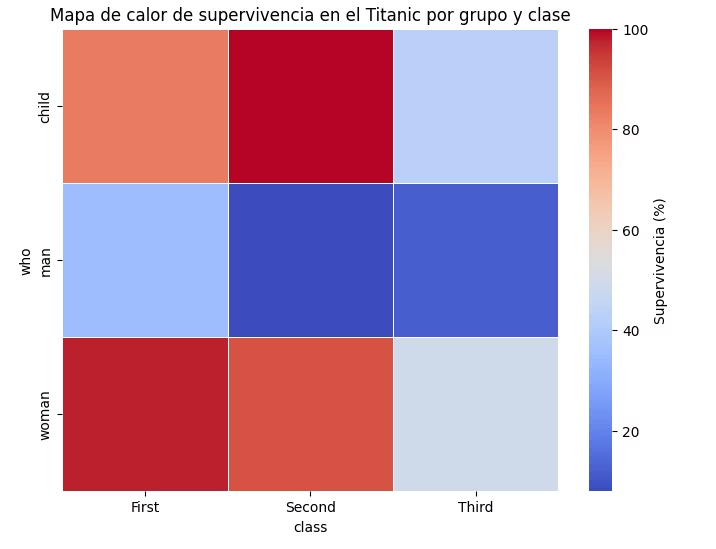 Mapa de calor de supervivencia en el Titanic por grupo y clase
child
man
woman
who
First Second Third
class
100
80
60
40
20
Supervivencia (%)